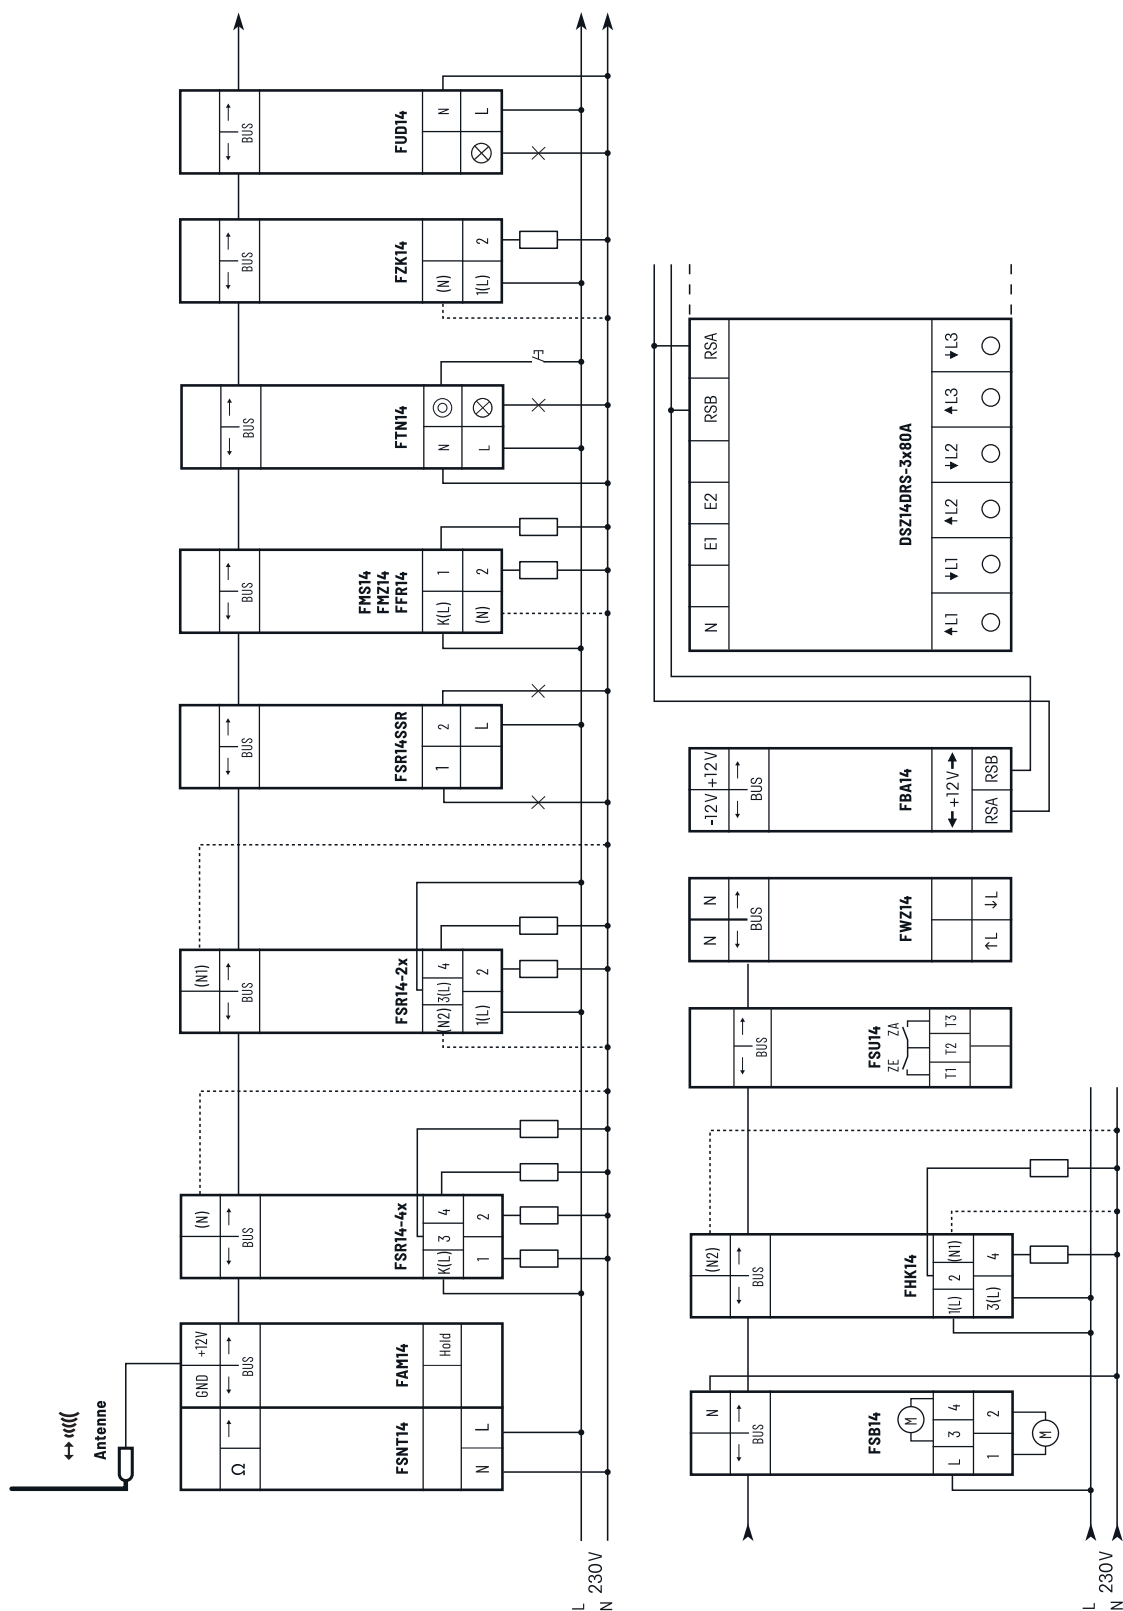 Antenne
Ω
BUS
FSNT14
N
L
GND
+12V
BUS
FAM14
Hold
(N)
BUS
FSR14-4x
K(L)
3
4
1
2
(N1)
BUS
FSR14-2x
(N2)
3(L)
4
1(L)
2
BUS
FSR14SSR
1
2
L
BUS
FMS14
FMZ14
FFR14
K(L)
1
(N)
2
BUS
FTN14
N
L
BUS
FZK14
(N)
1(L)
2
BUS
FUD14
N
L
L
230V
N
N
BUS
FSB14
M
L
3
4
1
2
M
(N2)
BUS
FHK14
1(L)
2
(N1)
3(L)
4
BUS
FSU14
ZE
ZA
T1
T2
T3
N
N
BUS
FWZ14
↑L
↓L
-12V
+12V
BUS
FBA14
+12V
RSA
RSB
N
E1
E2
RSB
RSA
DSZ14DRS-3x80A
↑L1
↓L1
↑L2
↓L2
↑L3
↓L3
L
230V
N